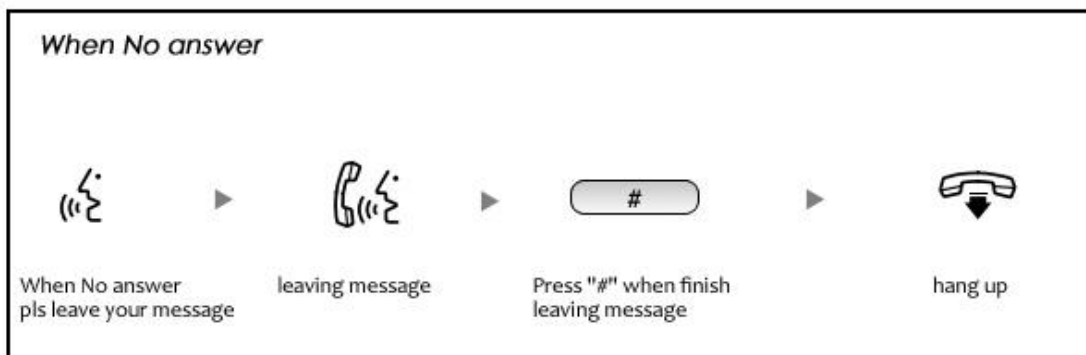 When No answer
#
When No answer
pls leave your message
leaving message
Press "#" when finish
leaving message
hang up